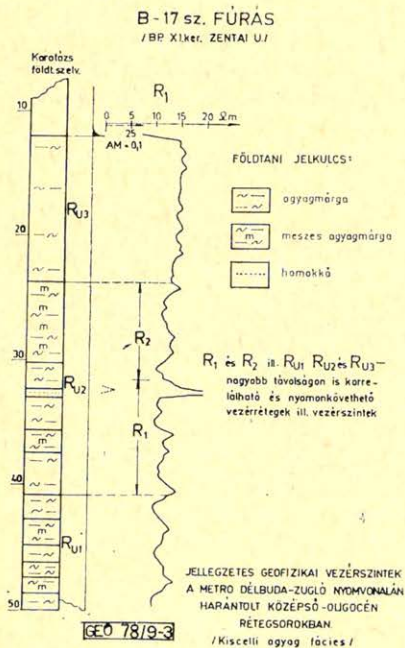 B-17 sz. FÚRÁS
/BP. XI.ker. ZENTAI U./
Karotázs
földt.szelv.
R1
0 5 10 15 20 Ωm
25
AM=0,1
10
20
30
40
50
RU3
RU2
RU1
m
m
m
m
m
m
m
m
R2
R1
FÖLDTANI JELKULCS:
agyagmárga
m meszes agyagmárga
homokkő
R1 és R2 ill. RU1 RU2 és RU3 —
nagyobb távolságon is korre-
lálható és nyomonkövethető
vezérrétegek ill. vezérszintek
JELLEGZETES GEOFIZIKAI VEZÉRSZINTEK
A METRO DÉLBUDA-ZUGLÓ NYOMVONALÁN
HARÁNTOLT KÖZÉPSŐ-OLIGOCÉN
RÉTEGSOROKBAN
/Kiscelli agyag fácies/
GEO 78/9-3